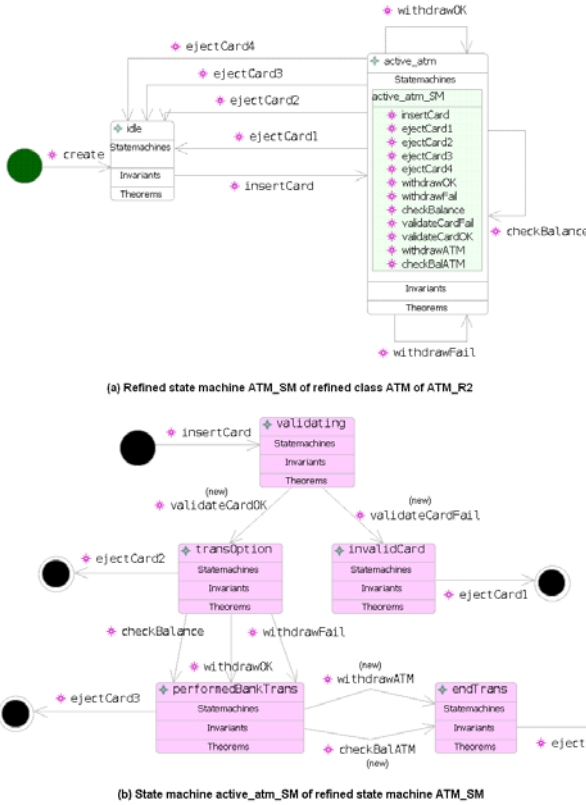 withdrawOK
ejectCard4
active_atm
ejectCard3
Statemachines
active_atm_SM
ejectCard2
insertCard
idle
ejectCard1
ejectCard1
ejectCard2
Statemachines
ejectCard3
create
ejectCard4
Invariants
insertCard
withdrawOK
Theorems
withdrawFail
checkBalance
checkBalance
validateCardFail
validateCardOK
withdrawATM
checkBalATM
Invariants
Theorems
withdrawFail
(a) Refined state machine ATM_SM of refined class ATM of ATM_R2
validating
insertCard
Statemachines
Invariants
Theorems
(new)
validateCardOK
(new)
validateCardFail
transOption
invalidCard
ejectCard2
Statemachines
Statemachines
Invariants
Invariants
ejectCard1
Theorems
Theorems
checkBalance
withdrawFail
withdrawOK
(new)
withdrawATM
performedBankTrans
endTrans
ejectCard3
Statemachines
Statemachines
Invariants
Invariants
eject
Theorems
Theorems
checkBalATM
(new)
(b) State machine active_atm_SM of refined state machine ATM_SM